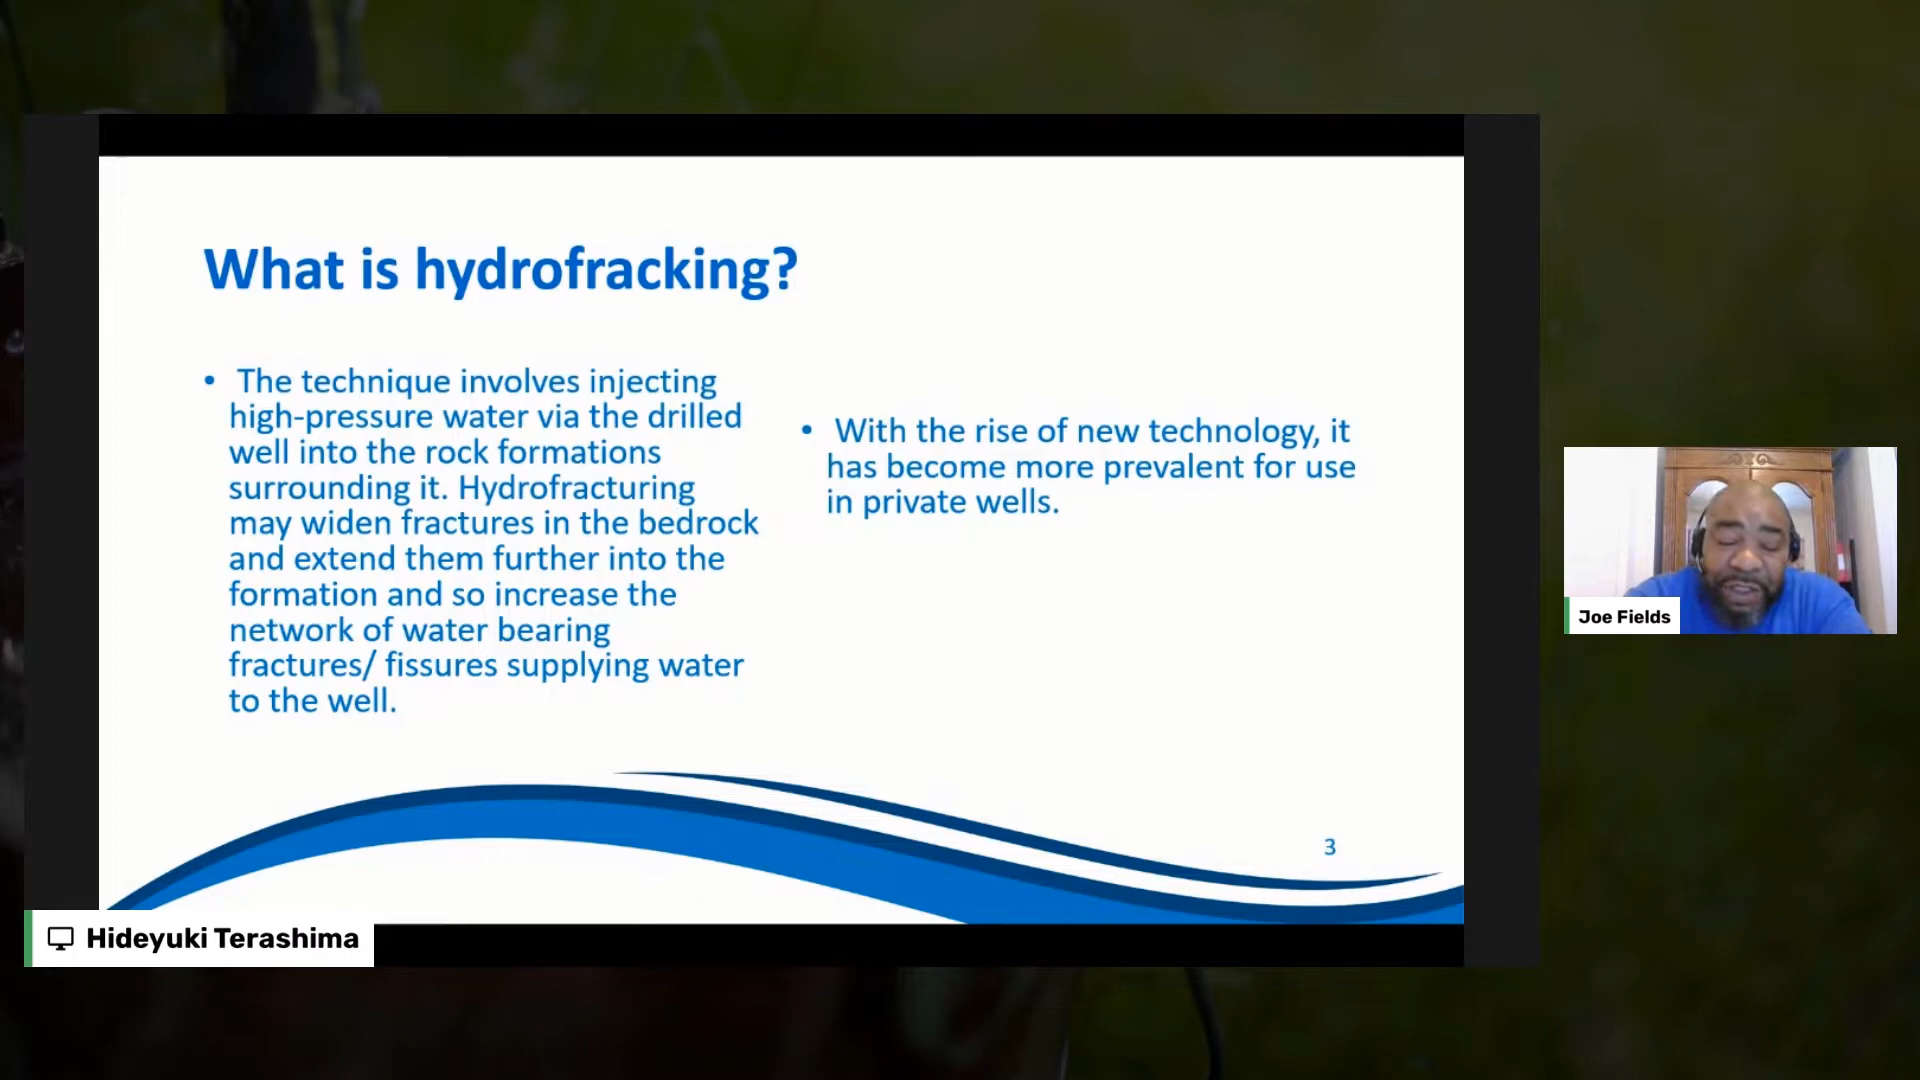 What is hydrofracking?
• The technique involves injecting
high-pressure water via the drilled
well into the rock formations
surrounding it. Hydrofracturing
may widen fractures in the bedrock
and extend them further into the
formation and so increase the
network of water bearing
fractures/ fissures supplying water
to the well.
• With the rise of new technology, it
has become more prevalent for use
in private wells.
3
Hideyuki Terashima
Joe Fields